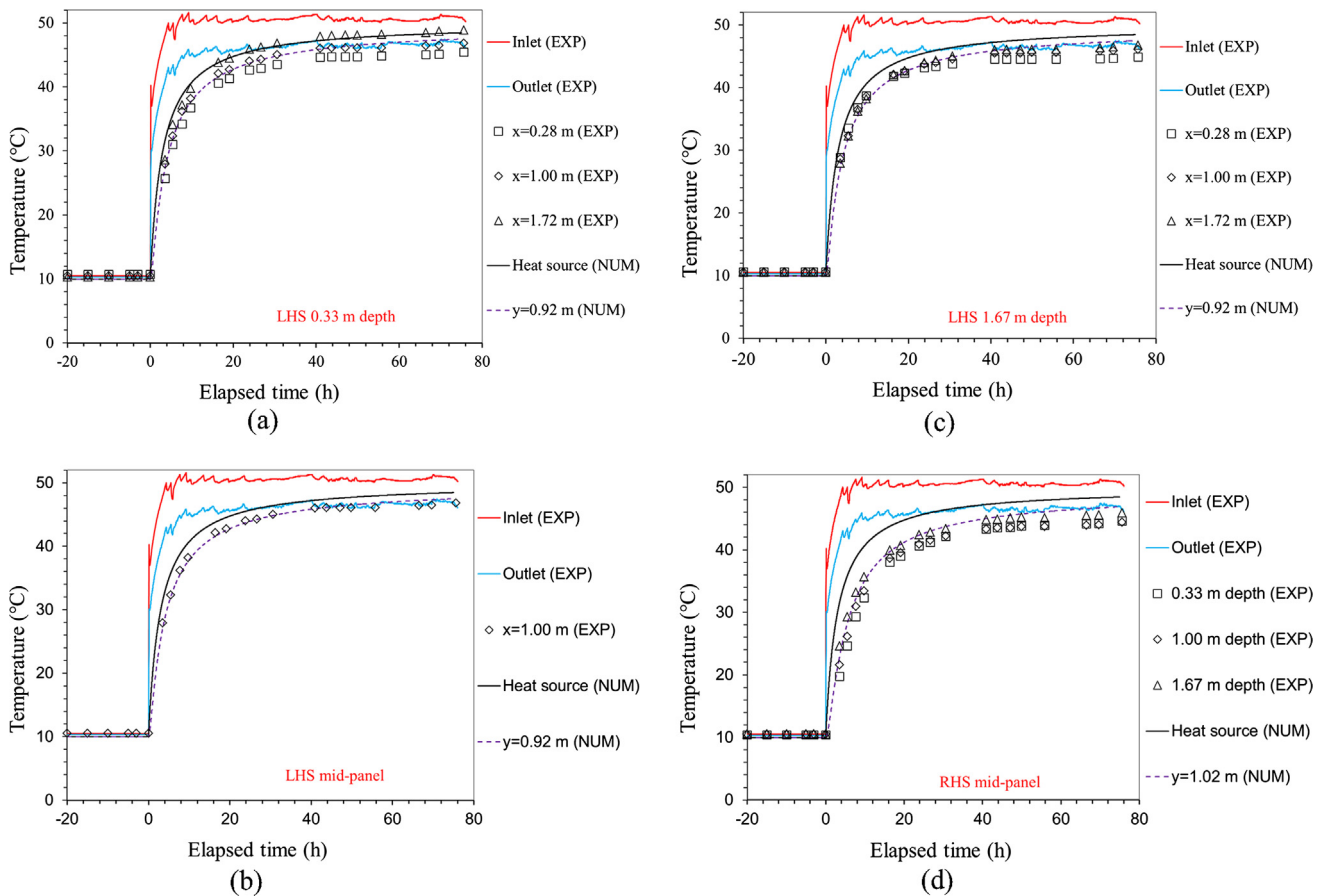 50
40
30
20
10
0
-20
0
20
40
60
80
Temperature (°C)
Elapsed time (h)
LHS 0.33 m depth
Inlet (EXP)
Outlet (EXP)
x=0.28 m (EXP)
x=1.00 m (EXP)
x=1.72 m (EXP)
Heat source (NUM)
y=0.92 m (NUM)
(a)
50
40
30
20
10
0
-20
0
20
40
60
80
Temperature (°C)
Elapsed time (h)
LHS 1.67 m depth
Inlet (EXP)
Outlet (EXP)
x=0.28 m (EXP)
x=1.00 m (EXP)
x=1.72 m (EXP)
Heat source (NUM)
y=0.92 m (NUM)
(c)
50
40
30
20
10
0
-20
0
20
40
60
80
Temperature (°C)
Elapsed time (h)
LHS mid-panel
Inlet (EXP)
Outlet (EXP)
x=1.00 m (EXP)
Heat source (NUM)
y=0.92 m (NUM)
(b)
50
40
30
20
10
0
-20
0
20
40
60
80
Temperature (°C)
Elapsed time (h)
RHS mid-panel
Inlet (EXP)
Outlet (EXP)
0.33 m depth (EXP)
1.00 m depth (EXP)
1.67 m depth (EXP)
Heat source (NUM)
y=1.02 m (NUM)
(d)